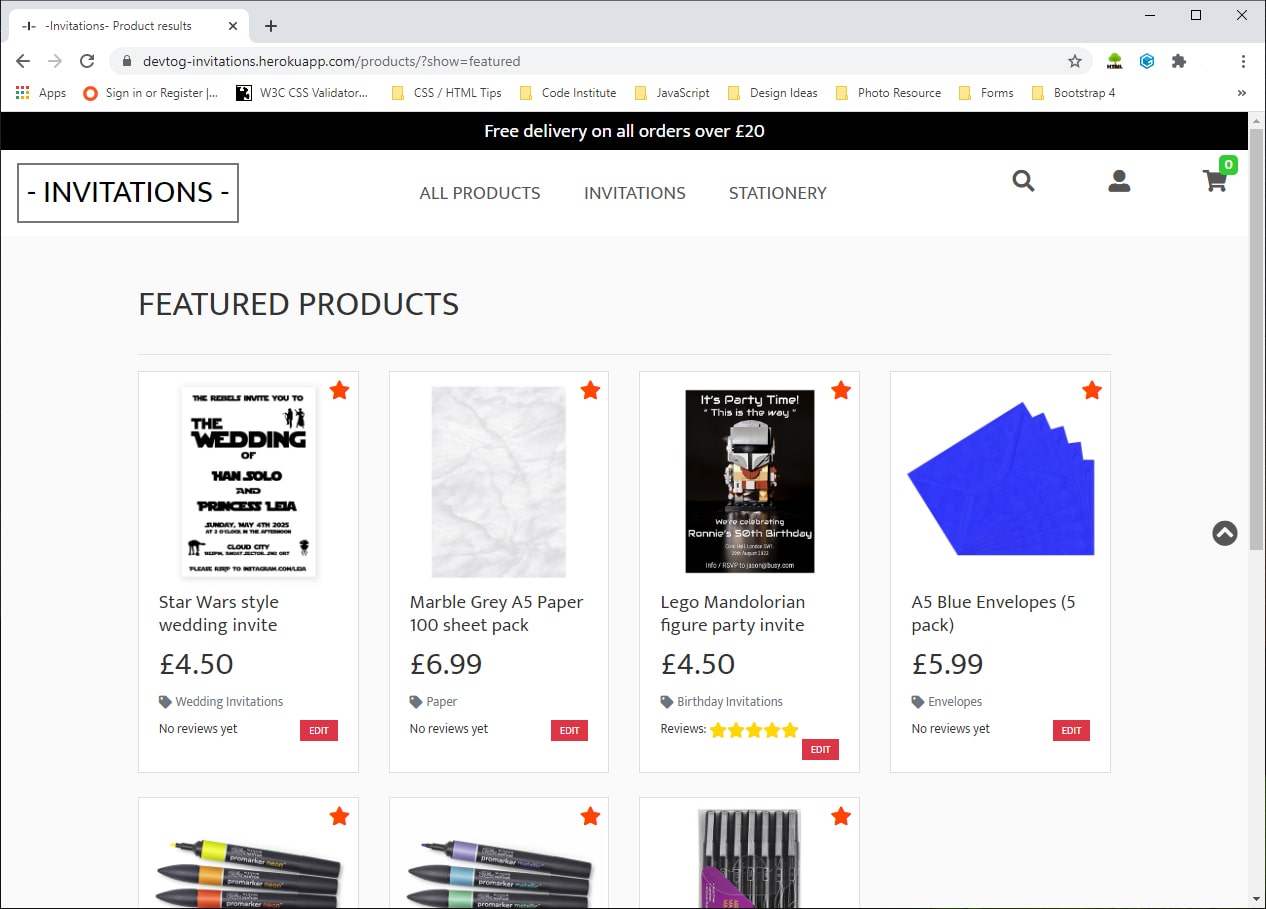 -I- -Invitations- Product results
devtog-invitations.herokuapp.com/products/?show=featured
Apps Sign in or Register |... W3C CSS Validator... CSS / HTML Tips Code Institute JavaScript Design Ideas Photo Resource Forms Bootstrap 4 »
Free delivery on all orders over £20
- INVITATIONS - ALL PRODUCTS INVITATIONS STATIONERY 0
FEATURED PRODUCTS
THE REBELS INVITE YOU TO
THE
WEDDING
OF
HAN SOLO
AND
PRINCESS LEIA
SUNDAY, MAY 4TH 2025
AT 2 O'CLOCK IN THE AFTERNOON
CLOUD CITY
PLEASE RSVP TO INSTAGRAM.COM/LEIA
Star Wars style
wedding invite
£4.50
Wedding Invitations
No reviews yet EDIT
Marble Grey A5 Paper
100 sheet pack
£6.99
Paper
No reviews yet EDIT
It's Party Time!
" This is the way "
We're celebrating
Ronnie's 50th Birthday
20th August 2022
Info / RSVP to jason@busy.com
Lego Mandolorian
figure party invite
£4.50
Birthday Invitations
Reviews:
EDIT
A5 Blue Envelopes (5
pack)
£5.99
Envelopes
No reviews yet EDIT
promarker neon
promarker neon
promarker neon
promarker metallic
promarker metallic
promarker metallic